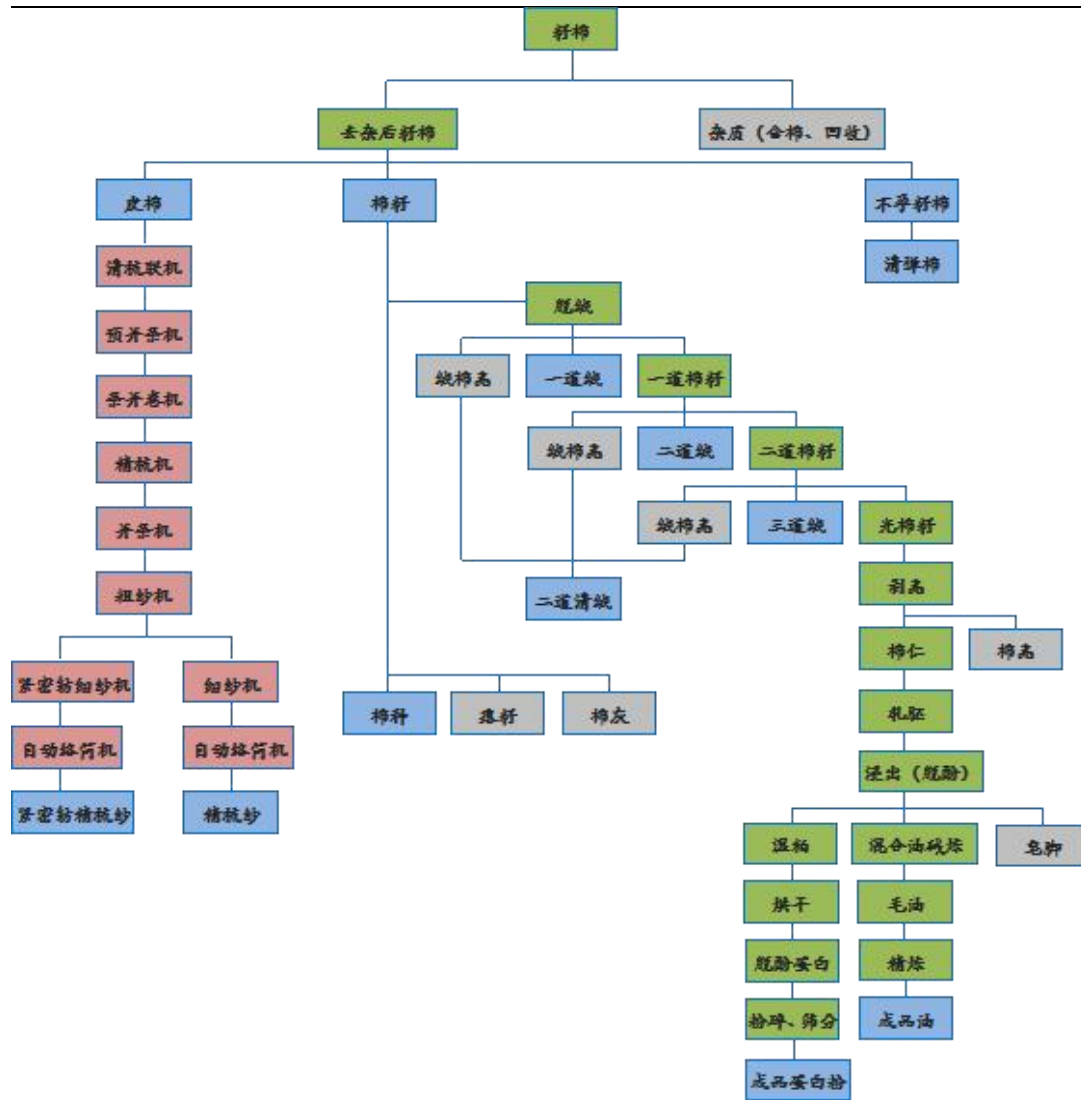 籽棉
去杂后籽棉
杂质（含棉、回收）
皮棉
棉籽
不孕籽棉
清梳联机
清弹棉
预并条机
脱绒
条并卷机
绒棉壳
一道绒
一道棉籽
精梳机
绒棉壳
二道绒
二道棉籽
并条机
绒棉壳
三道绒
光棉籽
粗纱机
二道清绒
剥壳
棉仁
棉壳
紧密纺细纱机
细纱机
棉种
落籽
棉灰
轧胚
自动络筒机
自动络筒机
浸出（脱酚）
紧密纺精梳纱
精梳纱
湿粕
混合油碱炼
皂脚
烘干
毛油
脱酚蛋白
精炼
粉碎、筛分
成品油
成品蛋白粉